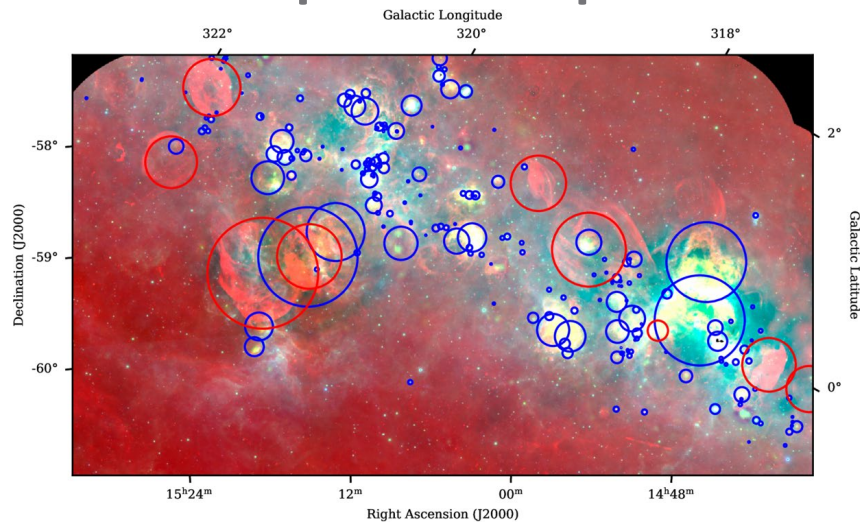 Galactic Longitude
322° 320° 318°
-58° 2°
-59°
-60° 0°
Declination (J2000)
Galactic Latitude
15ʰ24ᵐ 12ᵐ 00ᵐ 14ʰ48ᵐ
Right Ascension (J2000)